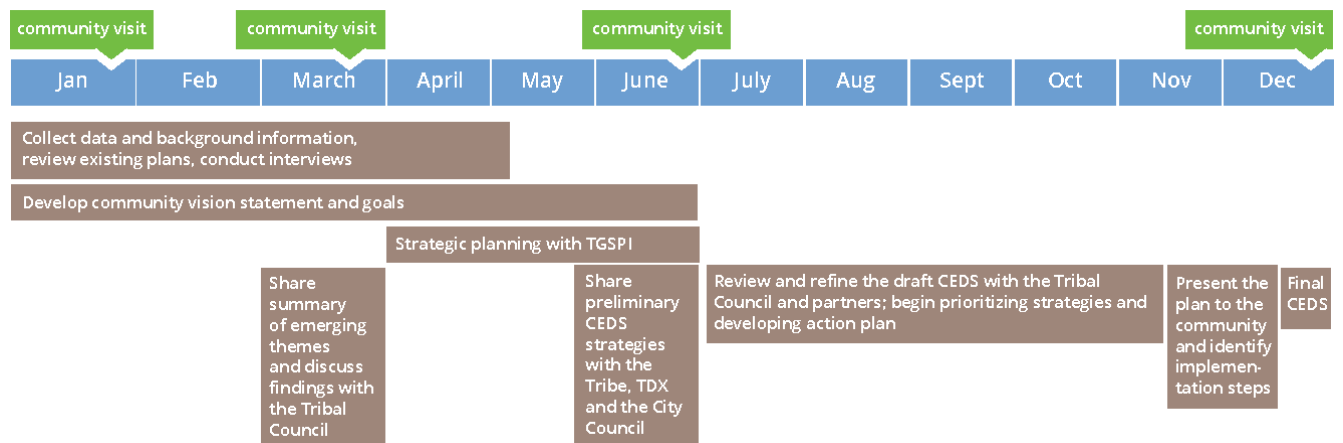 community visit
community visit
community visit
community visit
Jan
Feb
March
April
May
June
July
Aug
Sept
Oct
Nov
Dec
Collect data and background information,
review existing plans, conduct interviews
Develop community vision statement and goals
Strategic planning with TGSPI
Share
summary
of emerging
themes
and discuss
findings with
the Tribal
Council
Share
preliminary
CEDS
strategies
with the
Tribe, TDX
and the City
Council
Review and refine the draft CEDS with the Tribal
Council and partners; begin prioritizing strategies and
developing action plan
Present the
plan to the
community
and identify
implemen-
tation steps
Final
CEDS